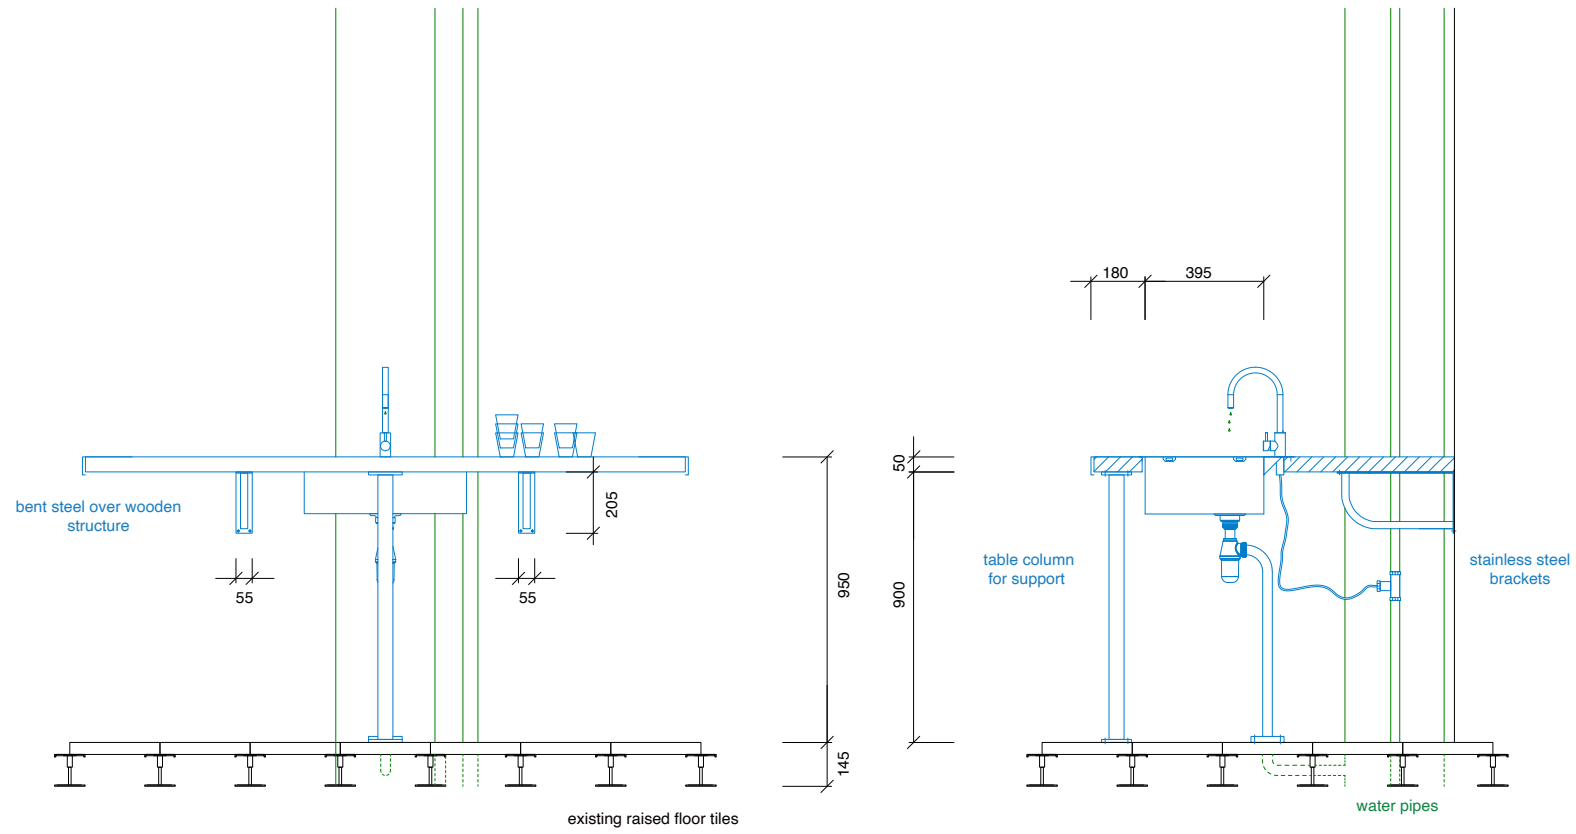 180
395
50
bent steel over wooden
structure
205
table column
for support
stainless steel
brackets
950
900
55
55
145
water pipes
existing raised floor tiles